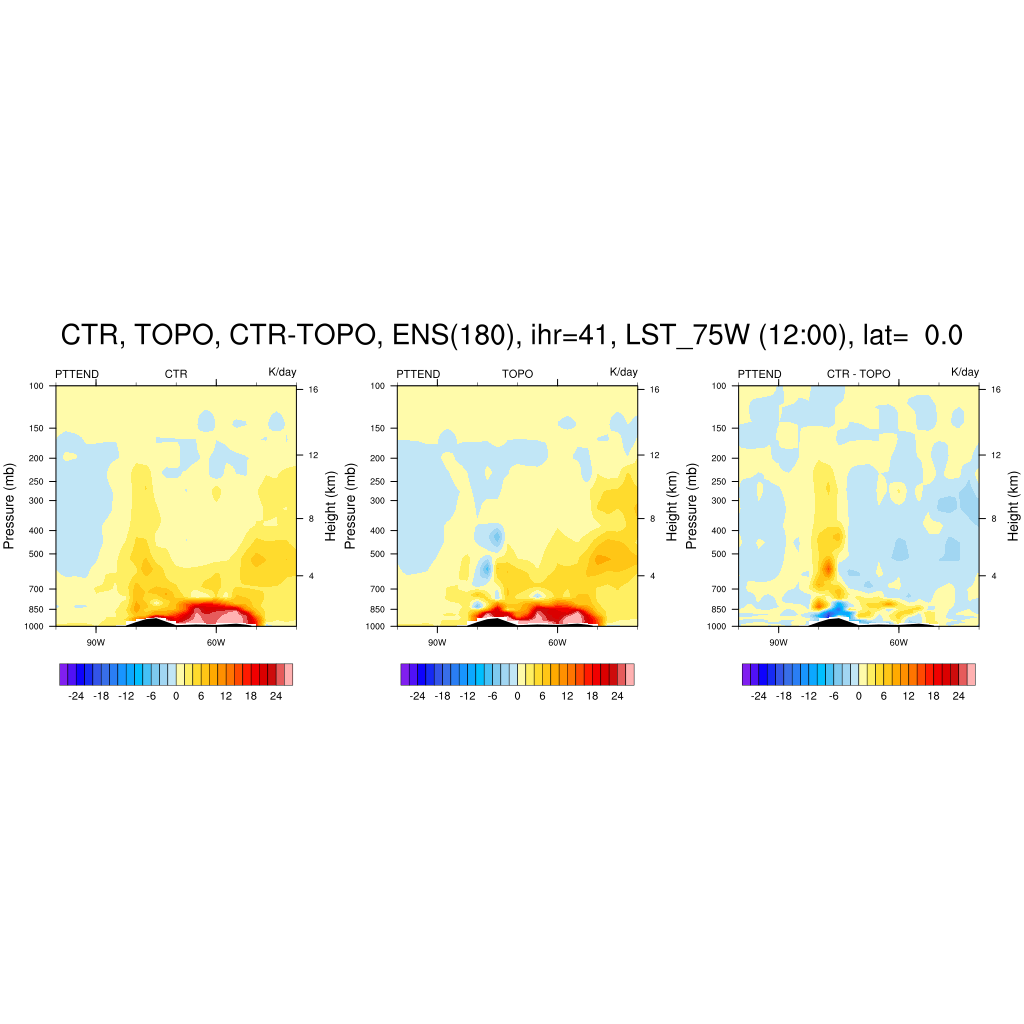 CTR, TOPO, CTR-TOPO, ENS(180), ihr=41, LST_75W (12:00), lat= 0.0
PTTEND CTR K/day
PTTEND TOPO K/day
PTTEND CTR - TOPO K/day
Pressure (mb)
100
150
200
250
300
400
500
700
850
1000
16
12
8
4
Height (km)
90W 60W
Pressure (mb)
100
150
200
250
300
400
500
700
850
1000
16
12
8
4
Height (km)
90W 60W
Pressure (mb)
100
150
200
250
300
400
500
700
850
1000
16
12
8
4
Height (km)
90W 60W
-24 -18 -12 -6 0 6 12 18 24
-24 -18 -12 -6 0 6 12 18 24
-24 -18 -12 -6 0 6 12 18 24